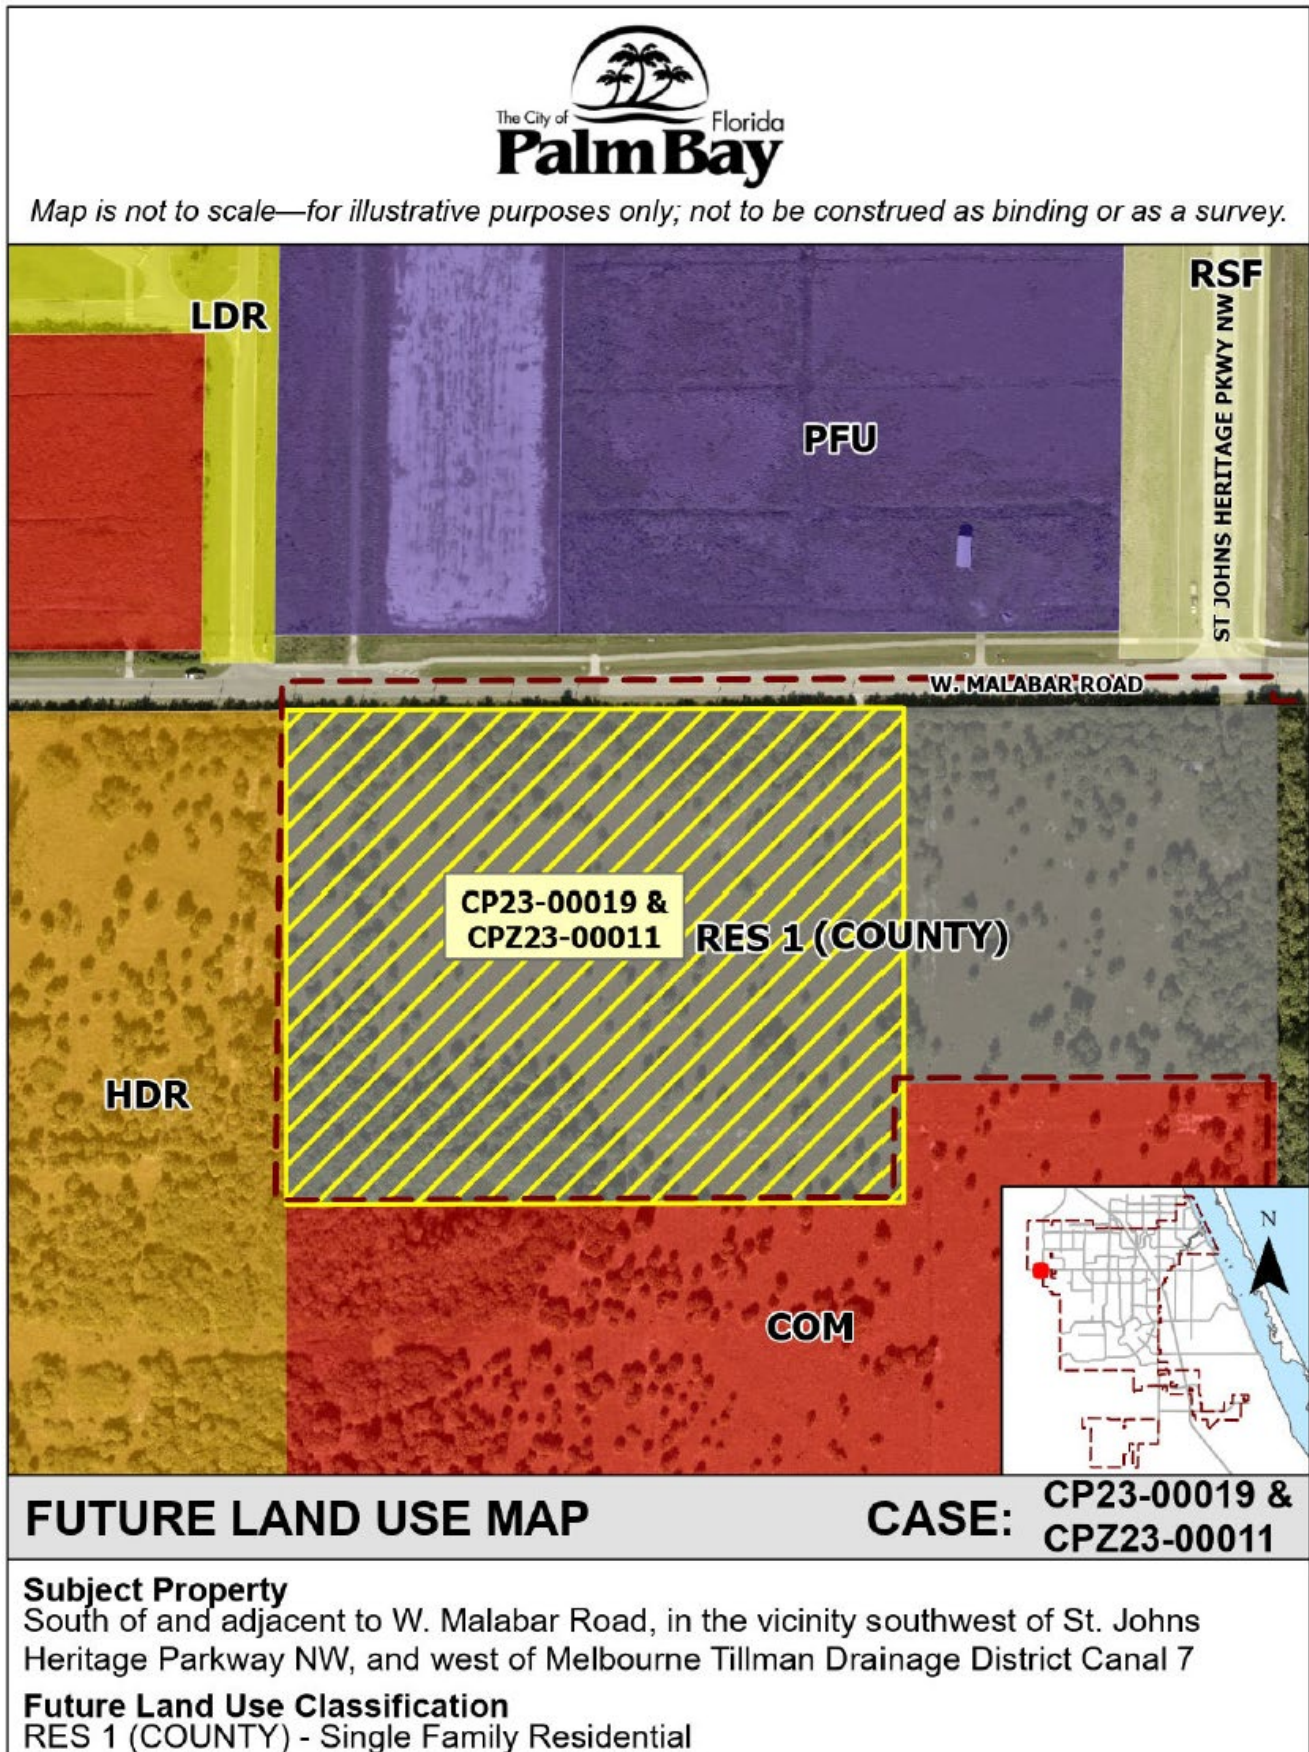 The City of Florida
Palm Bay
Map is not to scale—for illustrative purposes only; not to be construed as binding or as a survey.
LDR
RSF
ST JOHNS HERITAGE PKWY NW
PFU
W. MALABAR ROAD
CP23-00019 &
CPZ23-00011
RES 1 (COUNTY)
HDR
COM
N
FUTURE LAND USE MAP
CASE:
CP23-00019 &
CPZ23-00011
Subject Property
South of and adjacent to W. Malabar Road, in the vicinity southwest of St. Johns
Heritage Parkway NW, and west of Melbourne Tillman Drainage District Canal 7
Future Land Use Classification
RES 1 (COUNTY) - Single Family Residential